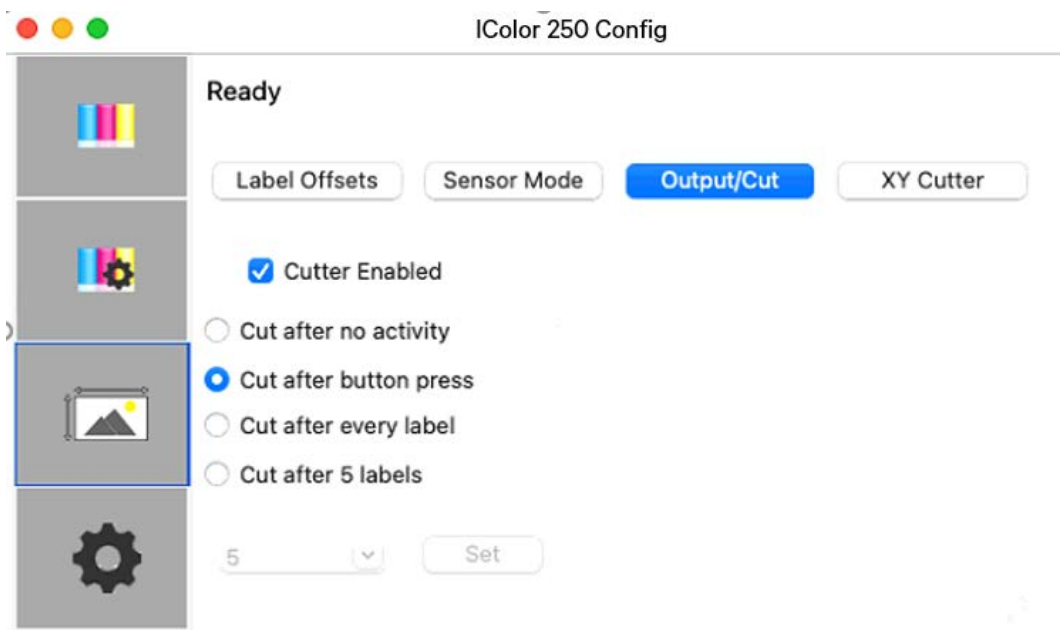 IColor 250 Config
Ready
Label Offsets Sensor Mode Output/Cut XY Cutter
Cutter Enabled
Cut after no activity
Cut after button press
Cut after every label
Cut after 5 labels
5 Set